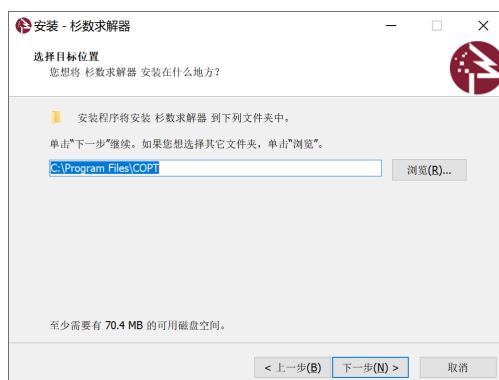 安装 - 杉数求解器
选择目标位置
您想将 杉数求解器 安装在什么地方?
安装程序将安装 杉数求解器 到下列文件夹中。
单击“下一步”继续。如果您想选择其它文件夹，单击“浏览”。
C:\Program Files\COPT
浏览(R)...
至少需要有 70.4 MB 的可用磁盘空间。
< 上一步(B)
下一步(N) >
取消